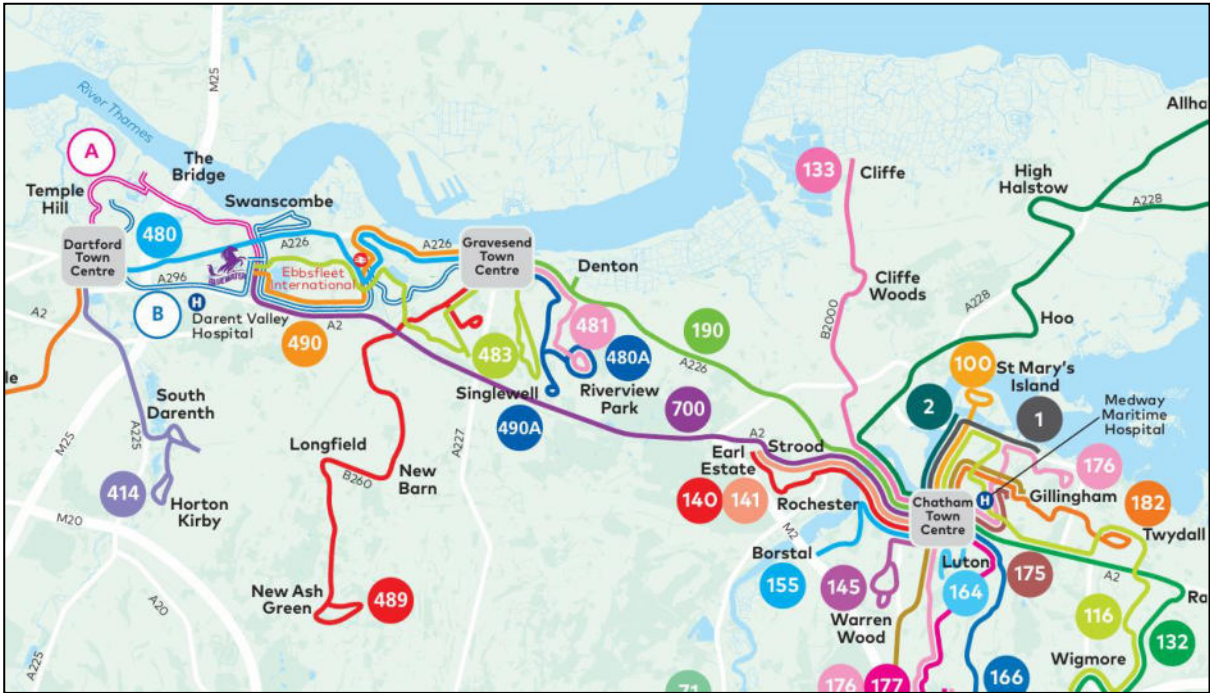 M25
River Thames
A
The
Bridge
Temple
Hill
Swanscombe
480
Dartford
Town
Centre
A226
A296
BLUEWATER
Ebbsfleet
International
A226
Gravesend
Town
Centre
Denton
B
H
Darent Valley
Hospital
A2
490
A2
483
481
480A
190
A226
Singlewell
Riverview
Park
490A
700
133
Cliffe
Cliffe
Woods
B2000
A228
Allha
High
Halstow
A228
Hoo
100
St Mary's
Island
2
1
Medway
Maritime
Hospital
176
le
South
Darenth
A225
M25
414
Horton
Kirby
M20
A20
A225
Longfield
B260
New
Barn
A227
New Ash
Green
489
A2
Earl
Estate
Strood
140
141
Rochester
M2
Borstal
155
145
Warren
Wood
Chatham
Town
Centre
H
Gillingham
182
Twydall
Luton
164
175
A2
Ra
116
132
Wigmore
71
176
177
166